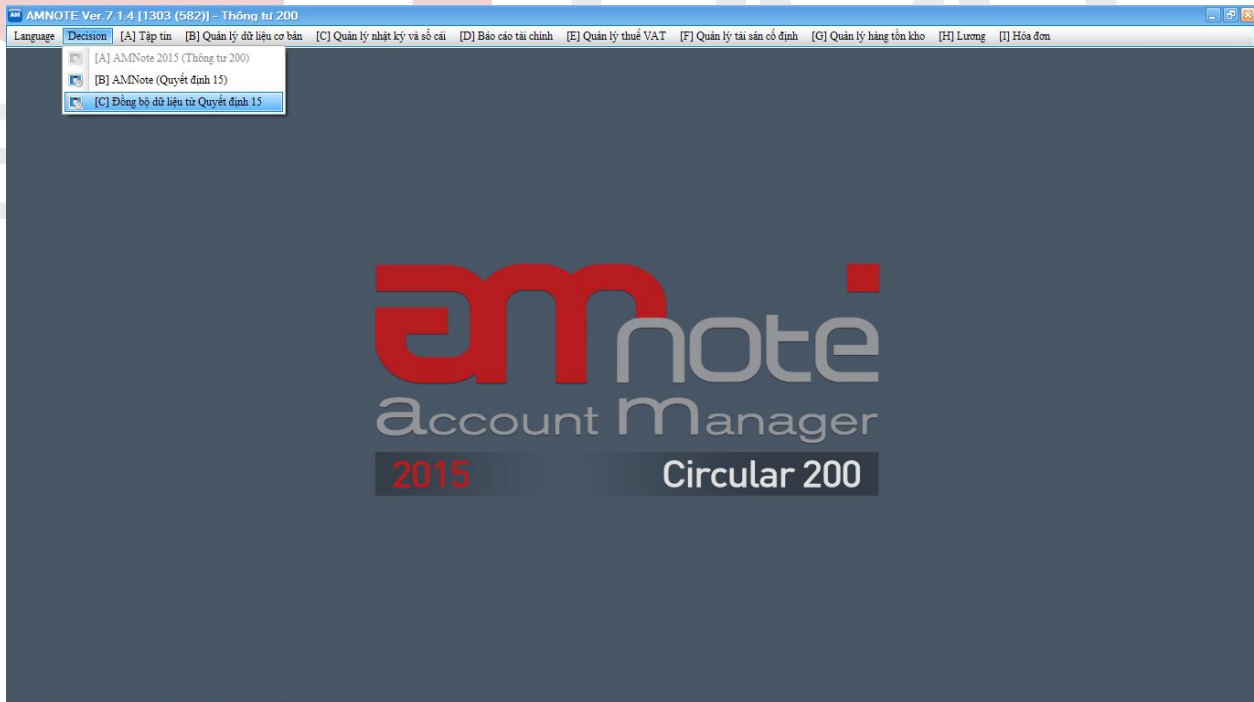 AM AMNOTE Ver.7.1.4 [1303 (582)] - Thông tư 200
Language Decision [A] Tập tin [B] Quản lý dữ liệu cơ bản [C] Quản lý nhật ký và sổ cái [D] Báo cáo tài chính [E] Quản lý thuế VAT [F] Quản lý tài sản cố định [G] Quản lý hàng tồn kho [H] Lương [I] Hóa đơn
[A] AMNote 2015 (Thông tư 200)
[B] AMNote (Quyết định 15)
[C] Đồng bộ dữ liệu từ Quyết định 15
amnote
account manager
2015 Circular 200